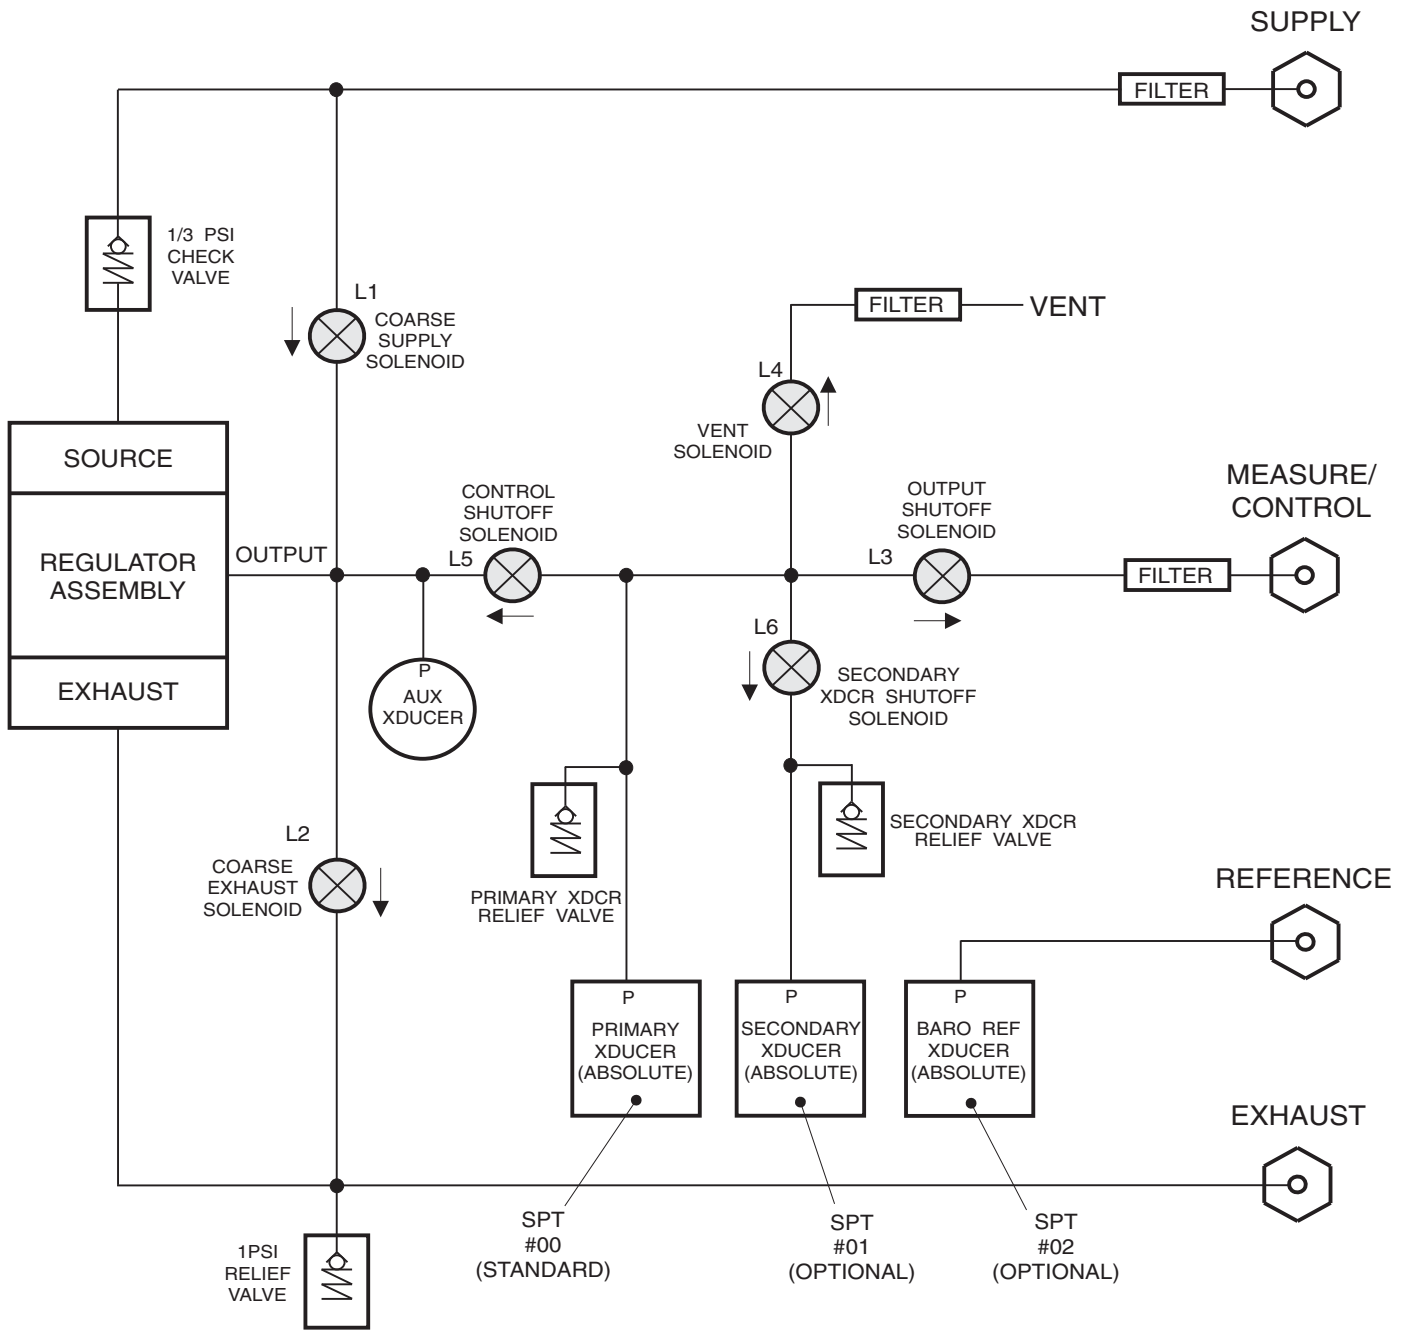 SUPPLY
FILTER
1/3 PSI
CHECK
VALVE
L1
COARSE
SUPPLY
SOLENOID
FILTER
VENT
L4
VENT
SOLENOID
SOURCE
REGULATOR
ASSEMBLY
EXHAUST
OUTPUT
CONTROL
SHUTOFF
SOLENOID
L5
OUTPUT
SHUTOFF
SOLENOID
L3
MEASURE/
CONTROL
FILTER
P
AUX
XDUCER
L6
SECONDARY
XDCR SHUTOFF
SOLENOID
L2
COARSE
EXHAUST
SOLENOID
PRIMARY XDCR
RELIEF VALVE
SECONDARY XDCR
RELIEF VALVE
REFERENCE
P
PRIMARY
XDUCER
(ABSOLUTE)
P
SECONDARY
XDUCER
(ABSOLUTE)
P
BARO REF
XDUCER
(ABSOLUTE)
EXHAUST
1PSI
RELIEF
VALVE
SPT
#00
(STANDARD)
SPT
#01
(OPTIONAL)
SPT
#02
(OPTIONAL)